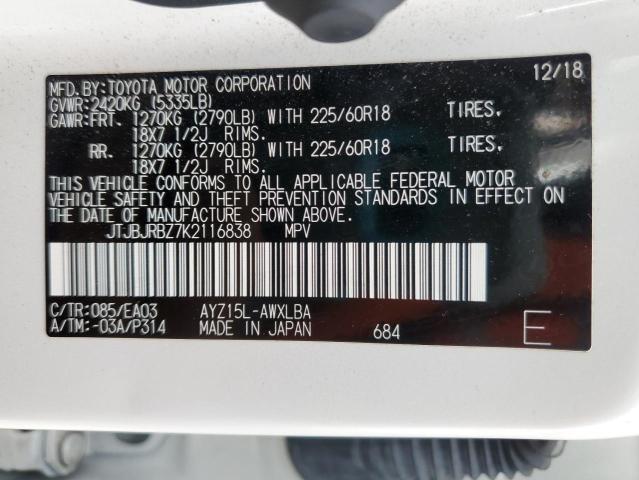 MFD.BY:TOYOTA MOTOR CORPORATION 12/18
GVWR:2420KG (5335LB)
GAWR:FRT. 1270KG (2790LB) WITH 225/60R18 TIRES,
18X7 1/2J RIMS.
RR. 1270KG (2790LB) WITH 225/60R18 TIRES,
18X7 1/2J RIMS.
THIS VEHICLE CONFORMS TO ALL APPLICABLE FEDERAL MOTOR
VEHICLE SAFETY AND THEFT PREVENTION STANDARDS IN EFFECT ON
THE DATE OF MANUFACTURE SHOWN ABOVE.
JTJBJRBZ7K2116838 MPV
C/TR:085/EA03 AYZ15L-AWXLBA
A/TM:-03A/P314 MADE IN JAPAN 684 E